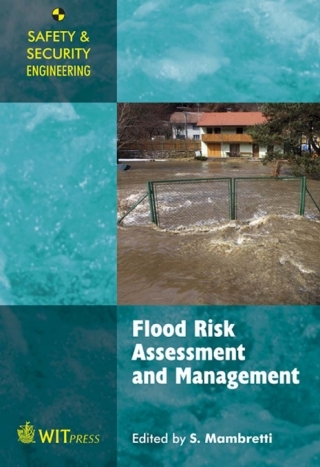 SAFETY &
SECURITY
ENGINEERING
Flood Risk
Assessment
and Management
WITPRESS
Edited by S. Mambretti